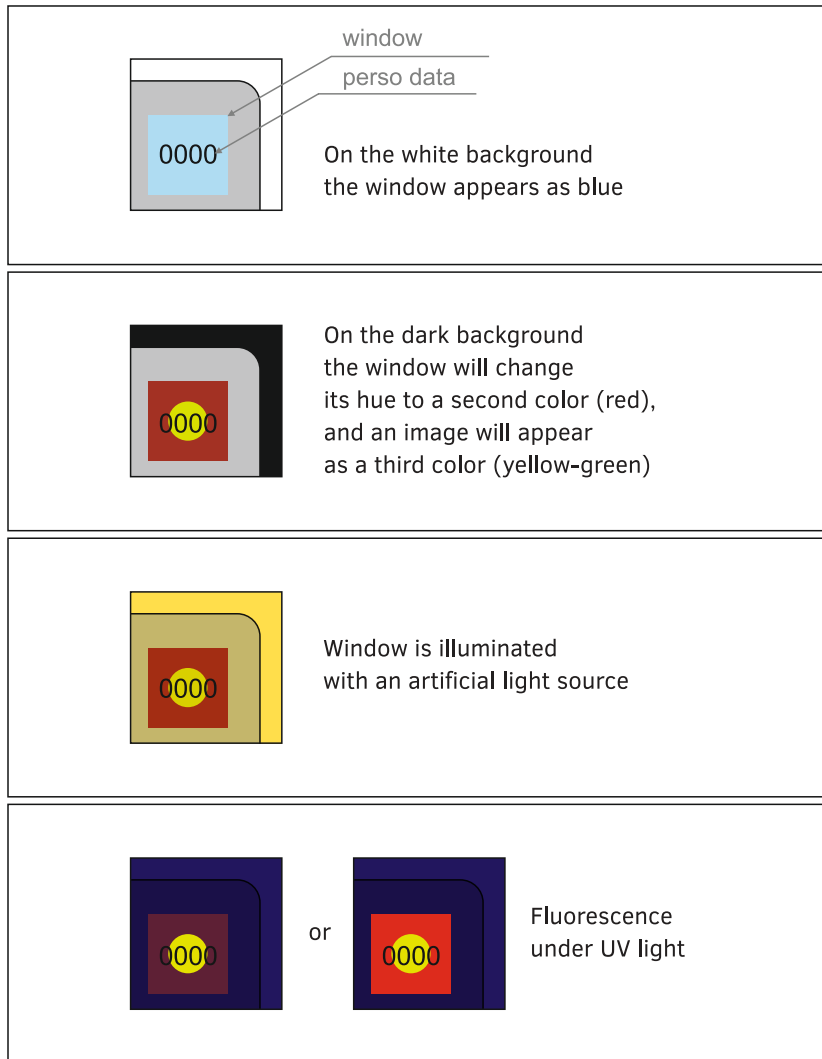 window
perso data
0000
On the white background
the window appears as blue
0000
On the dark background
the window will change
its hue to a second color (red),
and an image will appear
as a third color (yellow-green)
0000
Window is illuminated
with an artificial light source
0000
or
0000
Fluorescence
under UV light